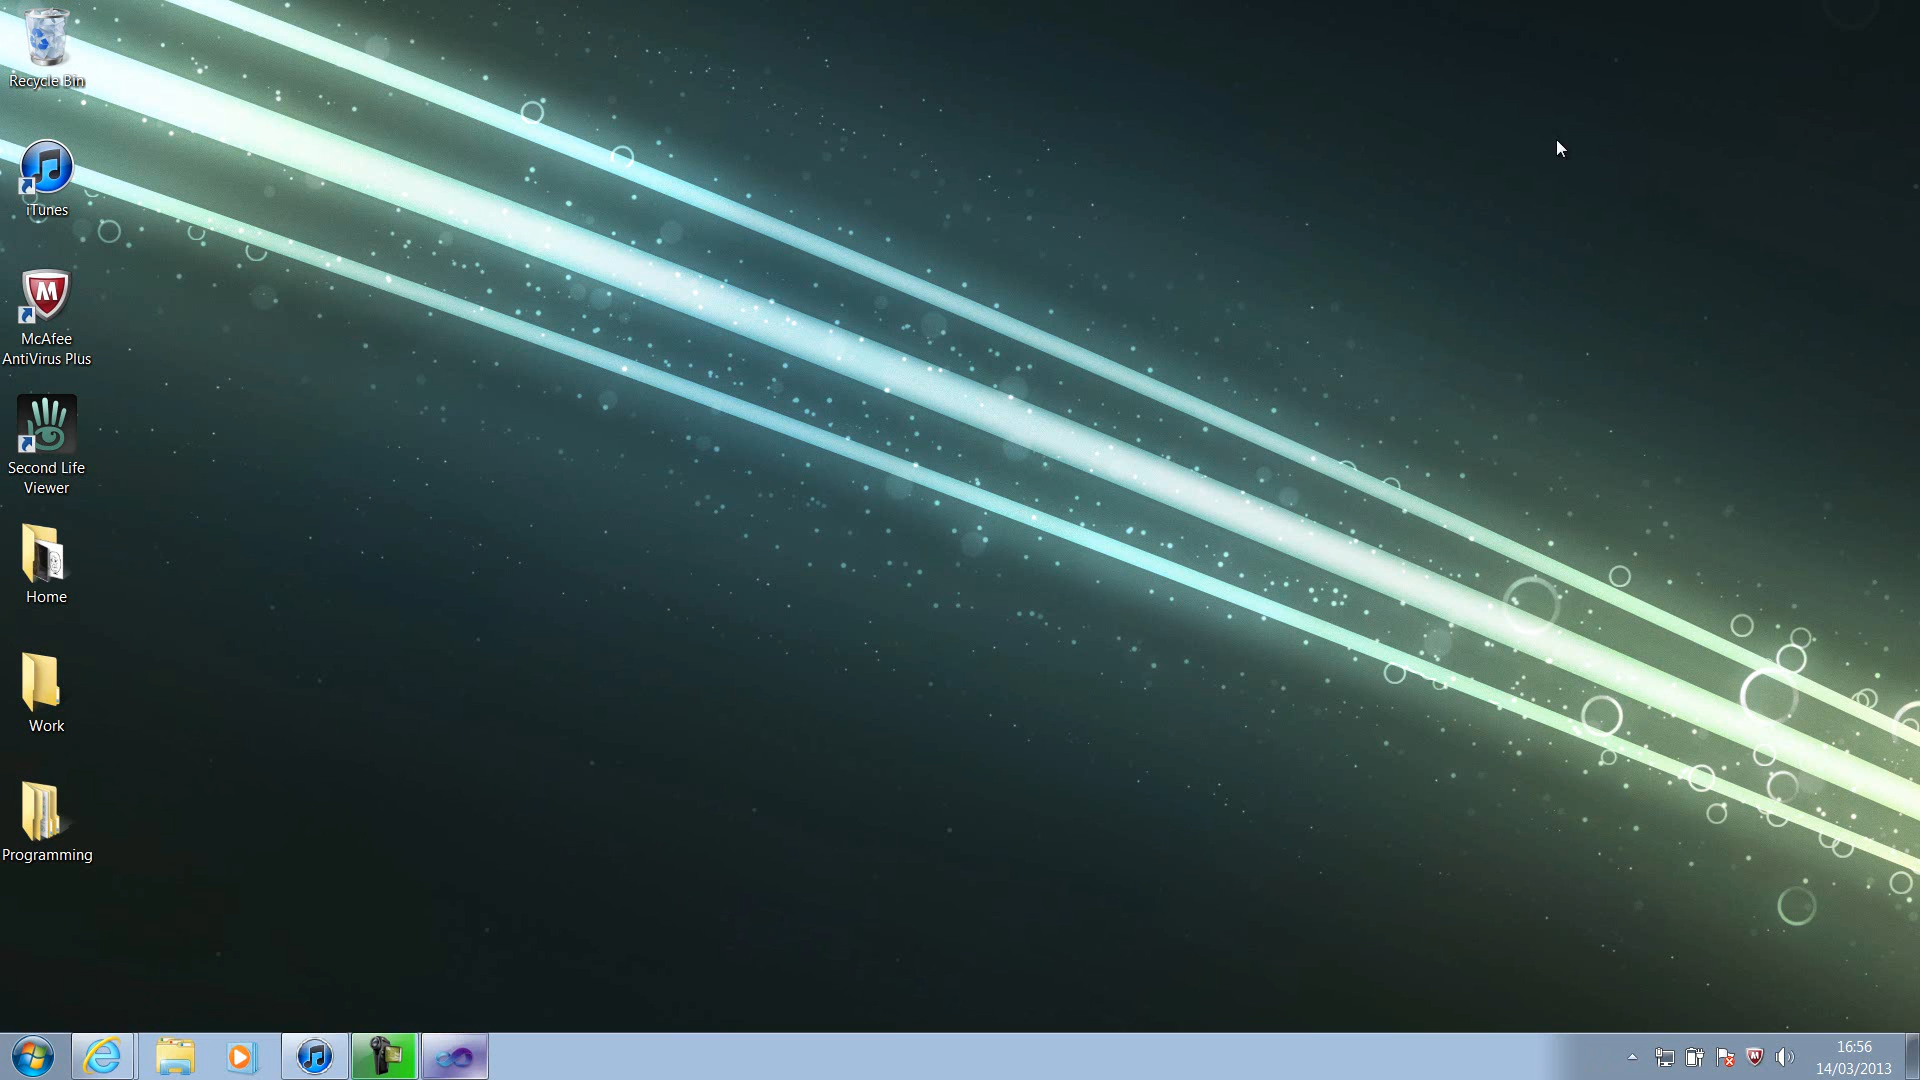 Recycle Bin
iTunes
McAfee
AntiVirus Plus
Second Life
Viewer
Home
Work
Programming
16:56
14/03/2013